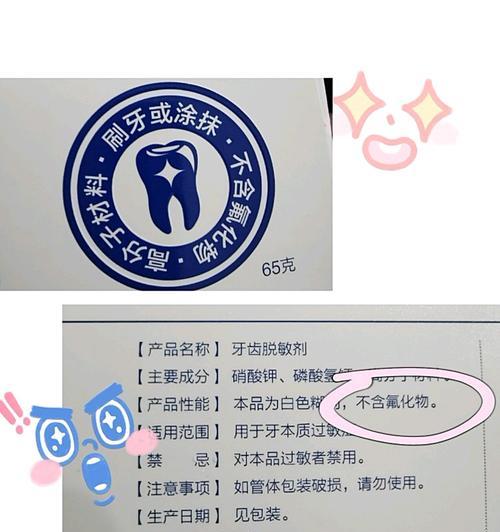 刷牙或涂抹·不含氟化物·高分子材料·
65克
【产品名称】 牙齿脱敏剂
【主要成分】 硝酸钾、磷酸氢 高分子材料。
【产品性能】 本品为白色糊 ，不含氟化物。
【适用范围】 用于牙本质过敏
【禁 忌】 对本品过敏者禁用。
【注意事项】 如管体包装破损，请勿使用。
【生产日期】 见包装。